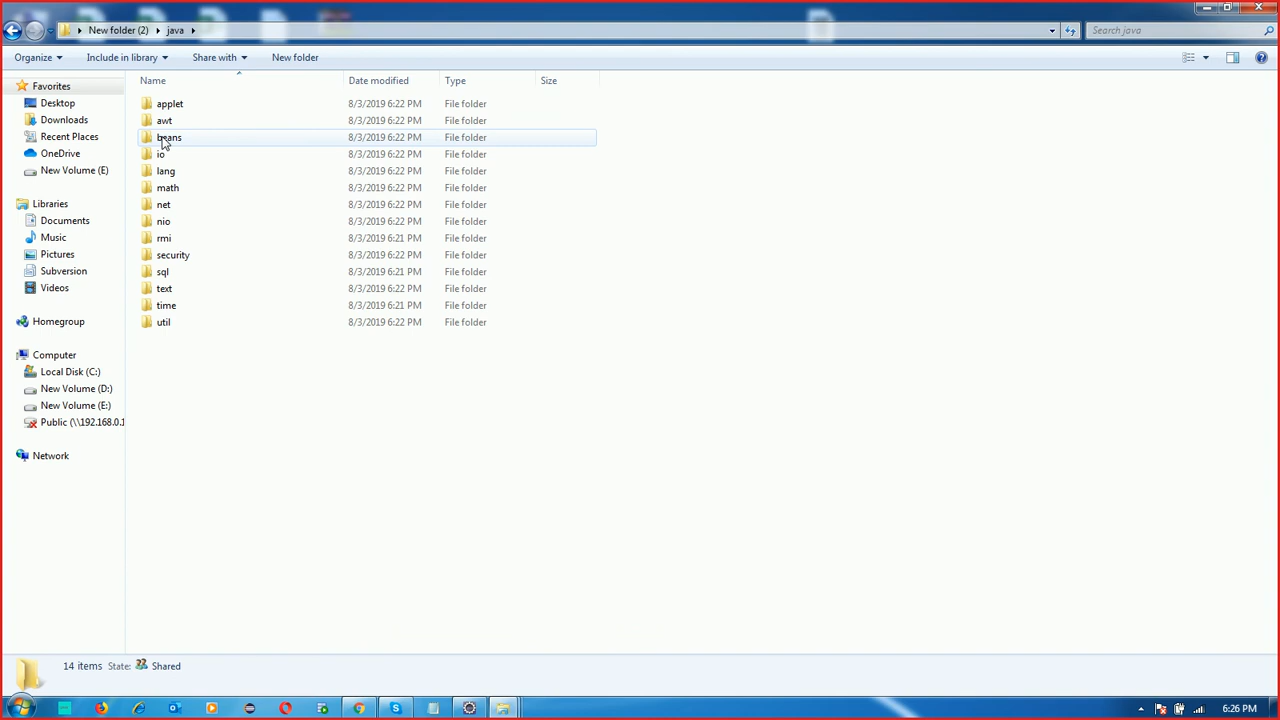 New folder (2) java
Search java
Organize Include in library Share with New folder
Name Date modified Type Size
applet 8/3/2019 6:22 PM File folder
awt 8/3/2019 6:22 PM File folder
beans 8/3/2019 6:22 PM File folder
io 8/3/2019 6:22 PM File folder
lang 8/3/2019 6:22 PM File folder
math 8/3/2019 6:22 PM File folder
net 8/3/2019 6:22 PM File folder
nio 8/3/2019 6:22 PM File folder
rmi 8/3/2019 6:21 PM File folder
security 8/3/2019 6:22 PM File folder
sql 8/3/2019 6:21 PM File folder
text 8/3/2019 6:22 PM File folder
time 8/3/2019 6:21 PM File folder
util 8/3/2019 6:22 PM File folder
Favorites
Desktop
Downloads
Recent Places
OneDrive
New Volume (E)
Libraries
Documents
Music
Pictures
Subversion
Videos
Homegroup
Computer
Local Disk (C:)
New Volume (D:)
New Volume (E:)
Public (\\192.168.0.1
Network
14 items State: Shared
6:26 PM